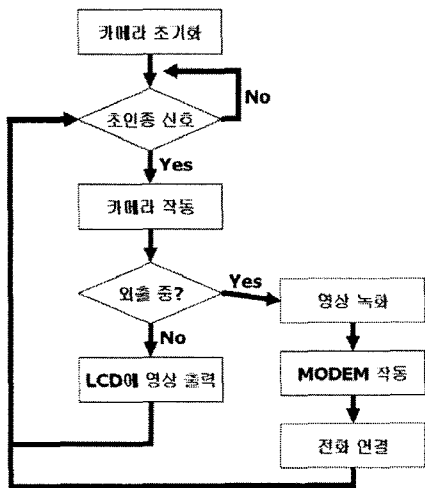 카메라 초기화
No
초인종 신호
Yes
카메라 작동
외출 중?
Yes
영상 녹화
No
LCD에 영상 출력
MODEM 작동
전화 연결